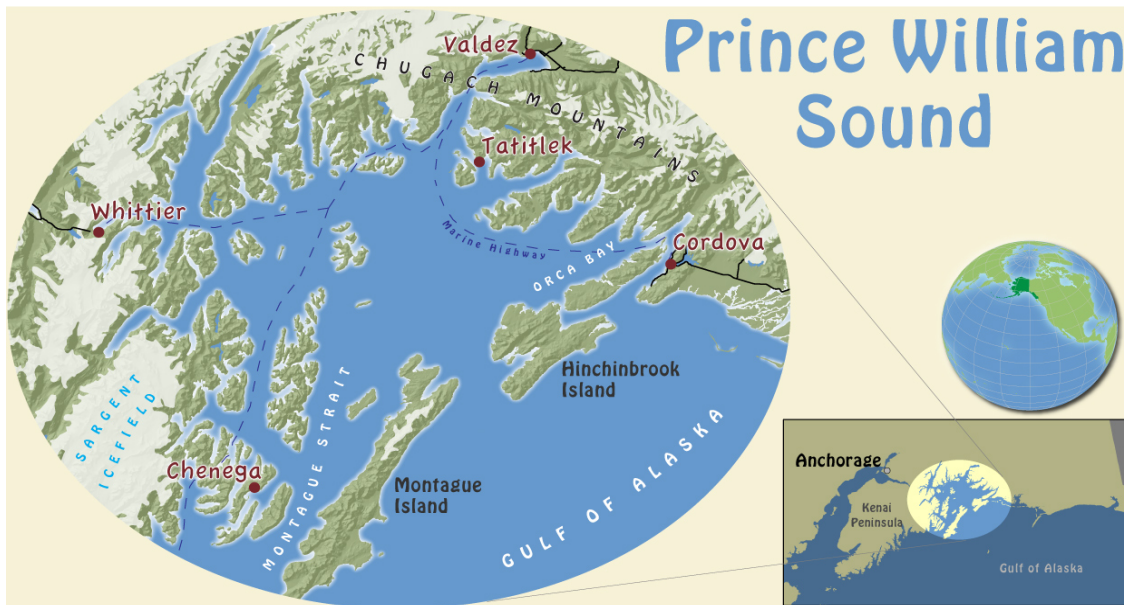 Prince William
Sound
Valdez
CHUGACH MOUNTAINS
Tatitlek
Whittier
Marine Highway
Cordova
ORCA BAY
Hinchinbrook
Island
SARGENT
ICEFIELD
MONTAGUE STRAIT
Chenega
Montague
Island
GULF OF ALASKA
Anchorage
Kenai
Peninsula
Gulf of Alaska